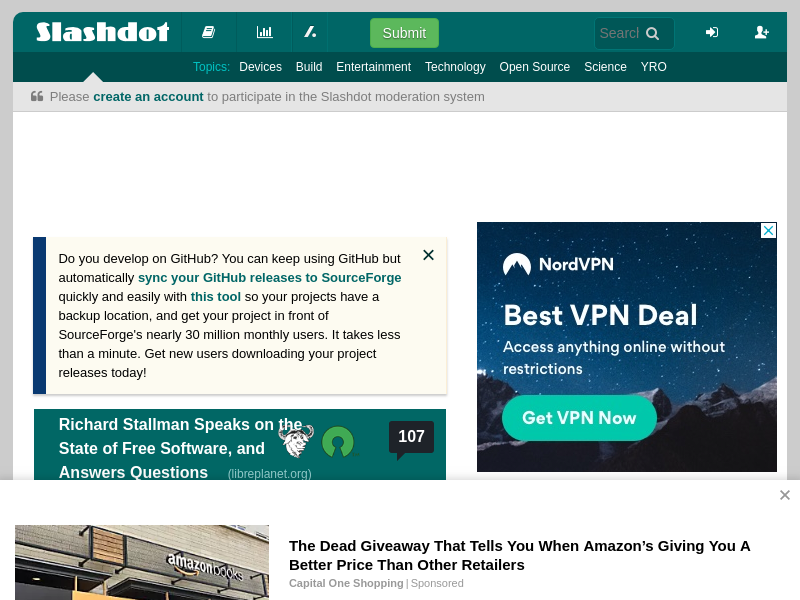 Slashdot
Submit
Search
Topics: Devices Build Entertainment Technology Open Source Science YRO
Please create an account to participate in the Slashdot moderation system
Do you develop on GitHub? You can keep using GitHub but
automatically sync your GitHub releases to SourceForge
quickly and easily with this tool so your projects have a
backup location, and get your project in front of
SourceForge's nearly 30 million monthly users. It takes less
than a minute. Get new users downloading your project
releases today!
NordVPN
Best VPN Deal
Access anything online without
restrictions
Get VPN Now
Richard Stallman Speaks on the
State of Free Software, and
Answers Questions (libreplanet.org)
107
amazonbooks
The Dead Giveaway That Tells You When Amazon's Giving You A
Better Price Than Other Retailers
Capital One Shopping | Sponsored